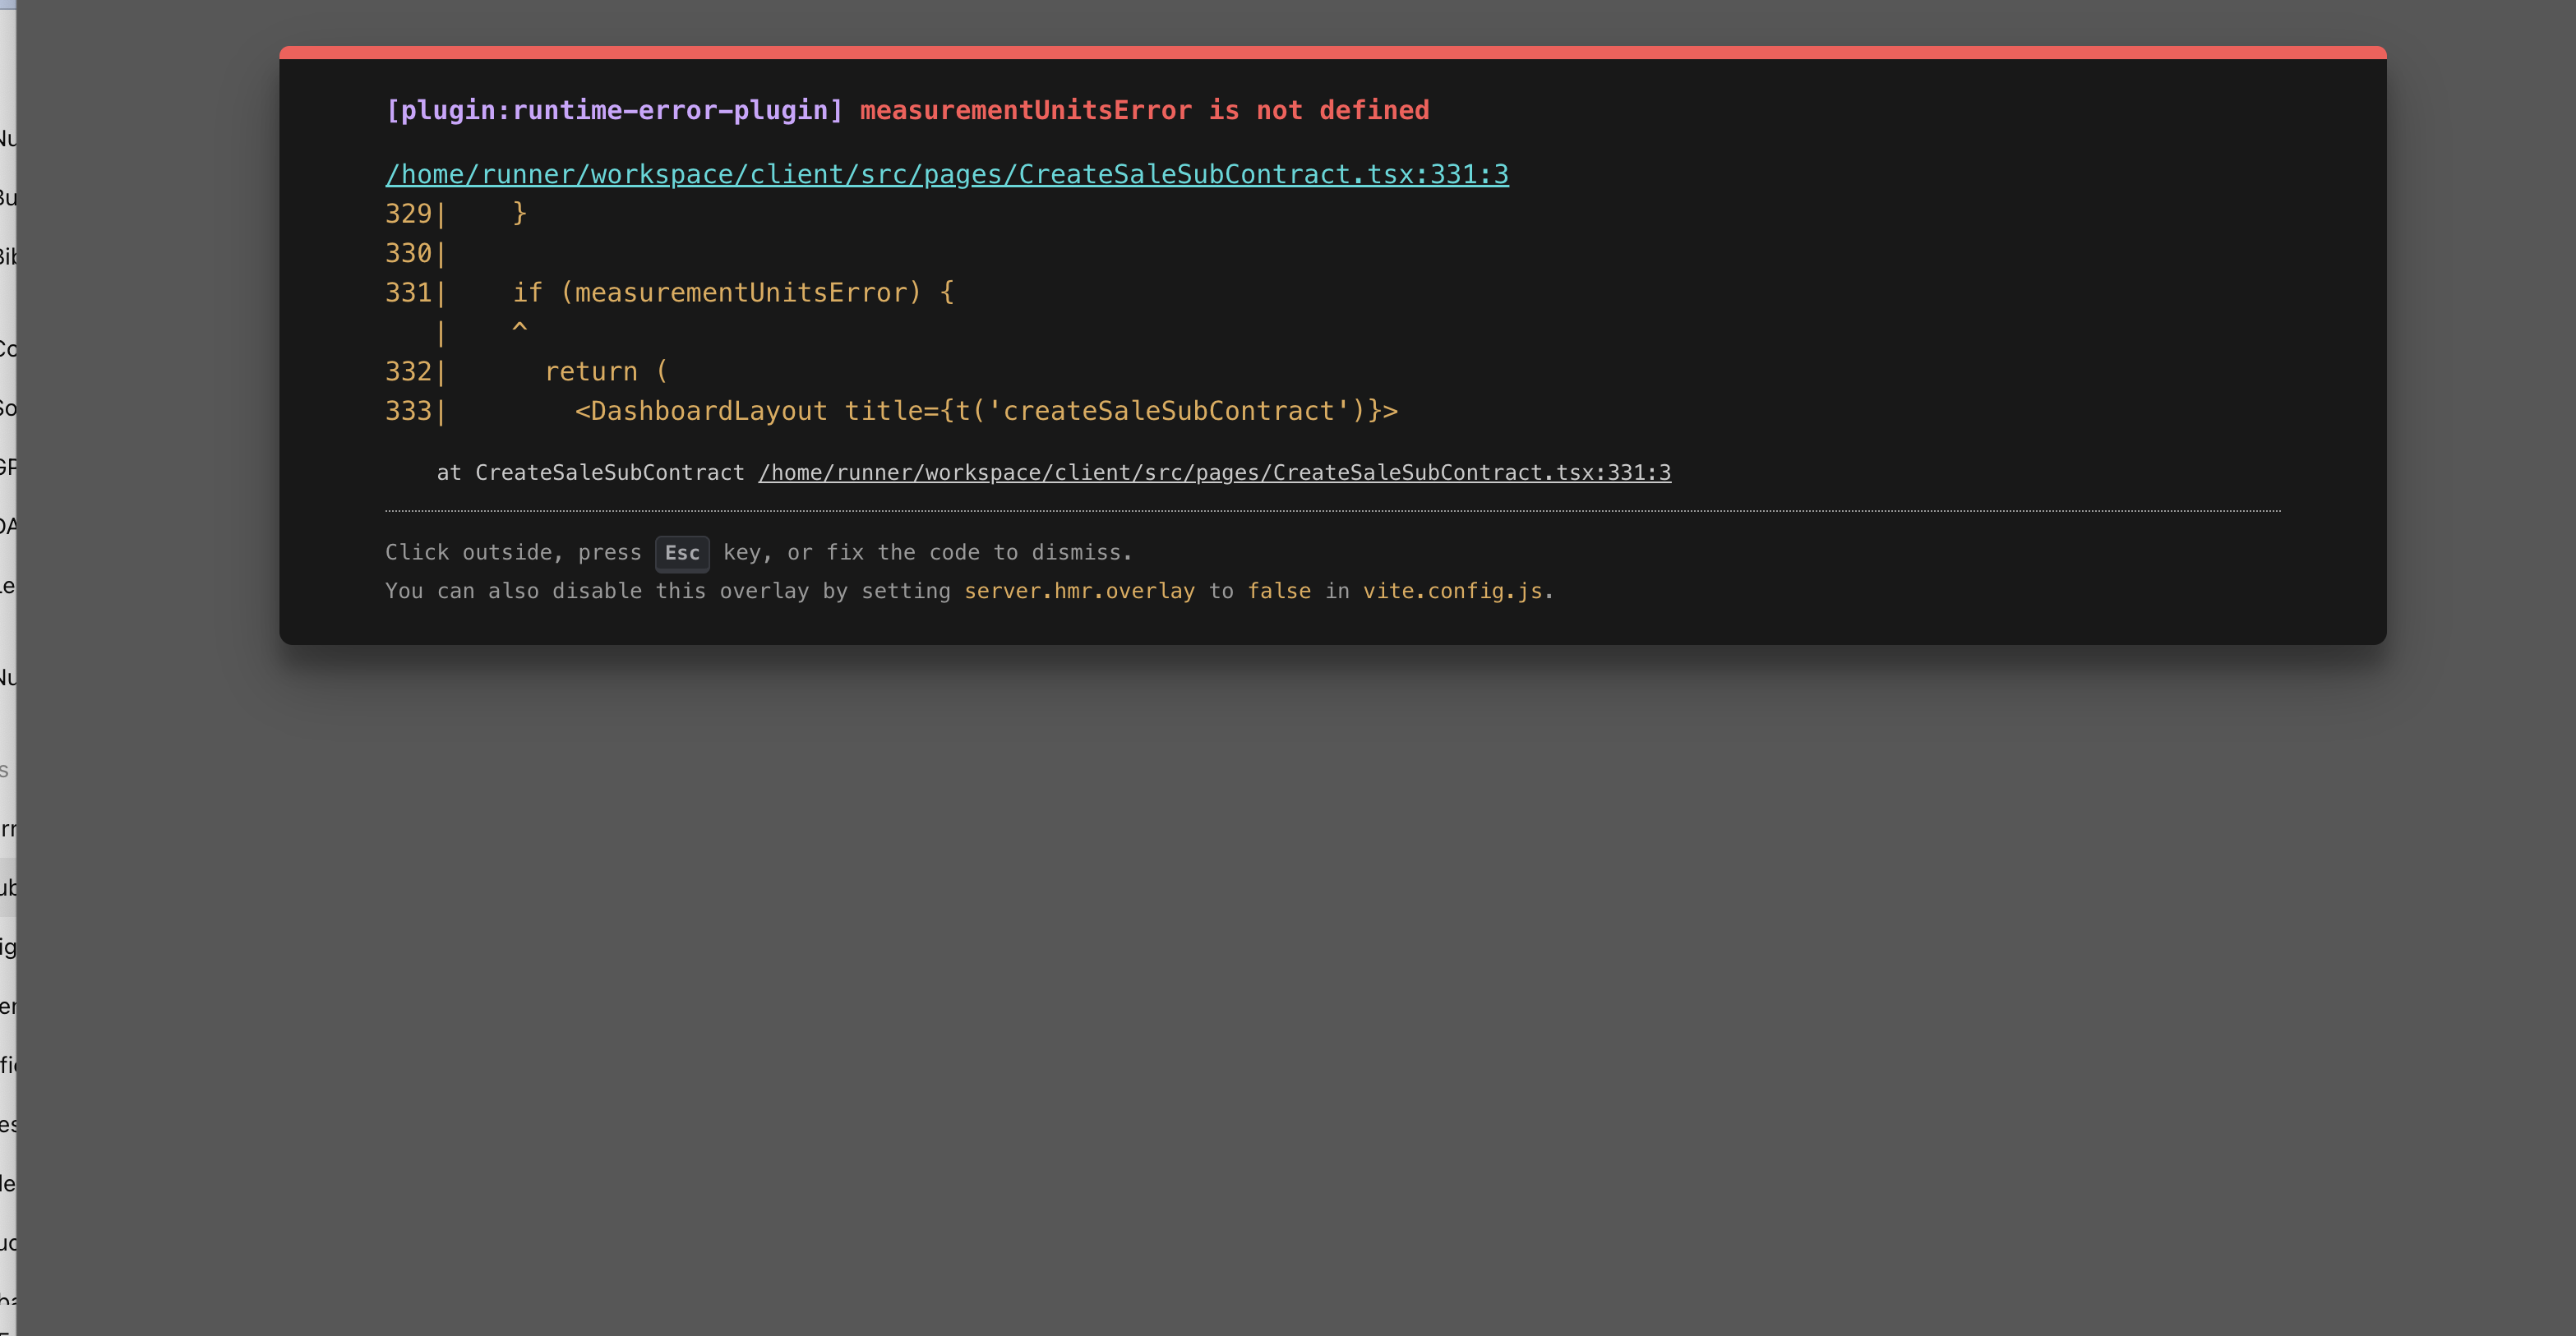 [plugin:runtime-error-plugin] measurementUnitsError is not defined
/home/runner/workspace/client/src/pages/CreateSaleSubContract.tsx:331:3
329|    }
330|
331|    if (measurementUnitsError) {
   |    ^
332|      return (
333|        <DashboardLayout title={t('createSaleSubContract')}>
at CreateSaleSubContract /home/runner/workspace/client/src/pages/CreateSaleSubContract.tsx:331:3
Click outside, press Esc key, or fix the code to dismiss.
You can also disable this overlay by setting server.hmr.overlay to false in vite.config.js.